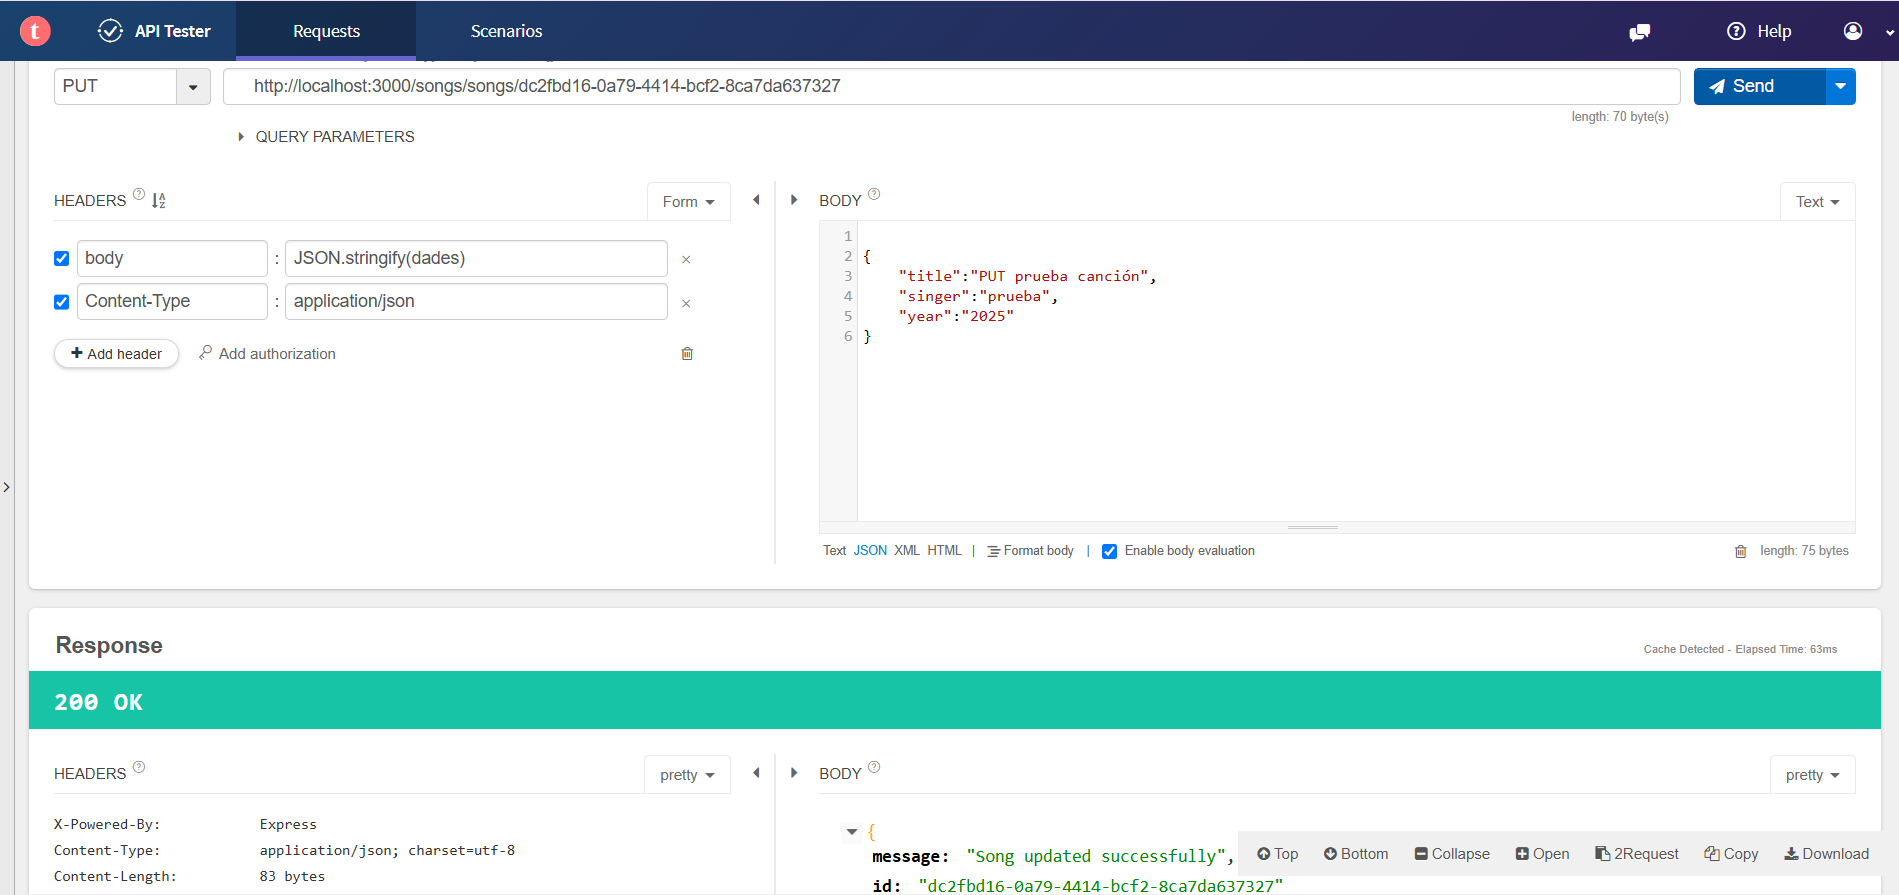 t API Tester Requests Scenarios Help
PUT http://localhost:3000/songs/songs/dc2fbd16-0a79-4414-bcf2-8ca7da637327 Send
length: 70 byte(s)
QUERY PARAMETERS
HEADERS ? Form
body : JSON.stringify(dades) ×
Content-Type : application/json ×
Add header Add authorization
BODY ? Text
1
2 {
3 "title":"PUT prueba canción",
4 "singer":"prueba",
5 "year":"2025"
6 }
Text JSON XML HTML | Format body | Enable body evaluation length: 75 bytes
Response
Cache Detected - Elapsed Time: 63ms
200 OK
HEADERS ? pretty
X-Powered-By: Express
Content-Type: application/json; charset=utf-8
Content-Length: 83 bytes
BODY ? pretty
{
message: "Song updated successfully",
id: "dc2fbd16-0a79-4414-bcf2-8ca7da637327"
Top Bottom Collapse Open 2Request Copy Download